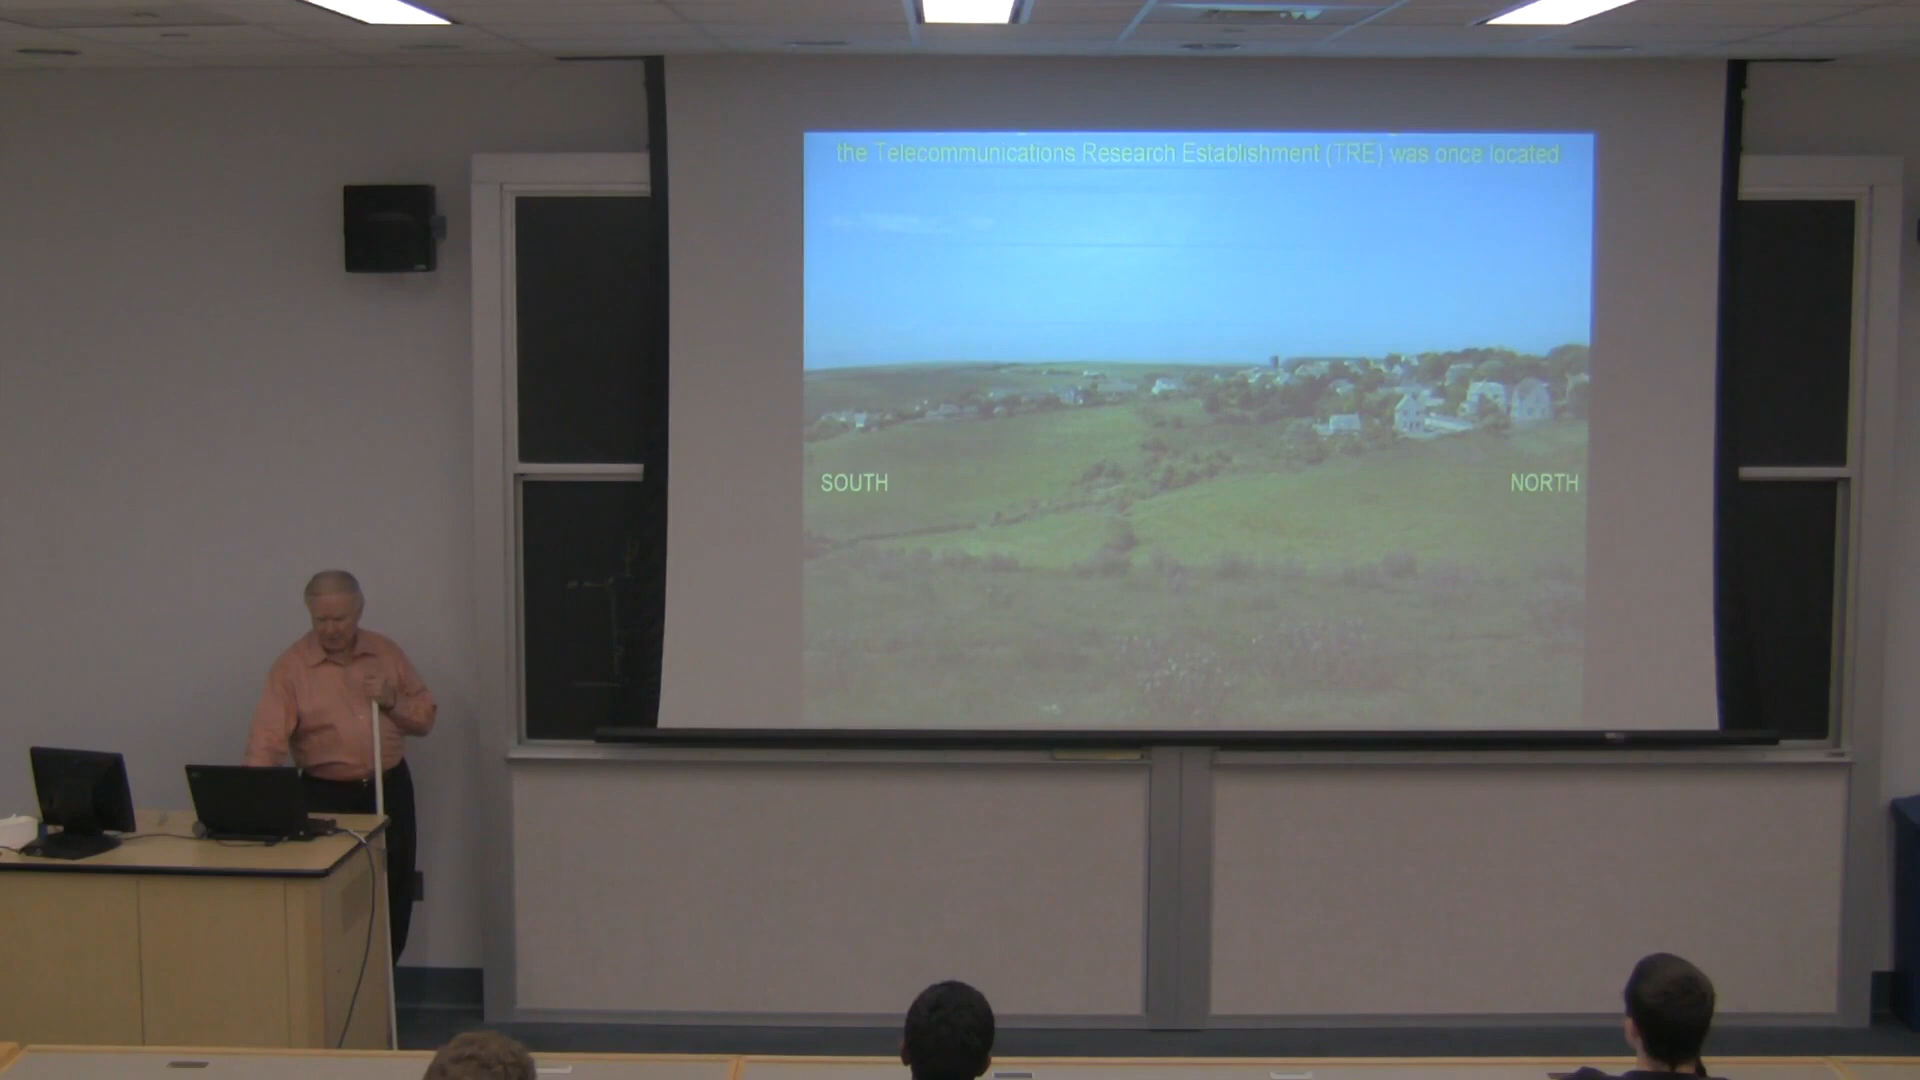 the Telecommunications Research Establishment (TRE) was once located
SOUTH
NORTH